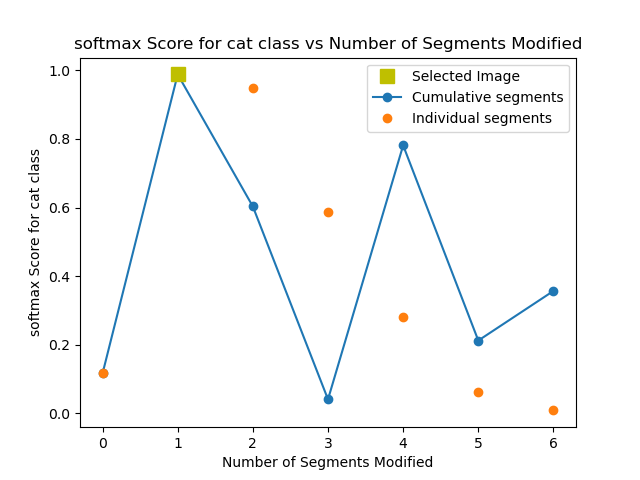 softmax Score for cat class vs Number of Segments Modified
Selected Image
Cumulative segments
Individual segments
softmax Score for cat class
1.0
0.8
0.6
0.4
0.2
0.0
0 1 2 3 4 5 6
Number of Segments Modified